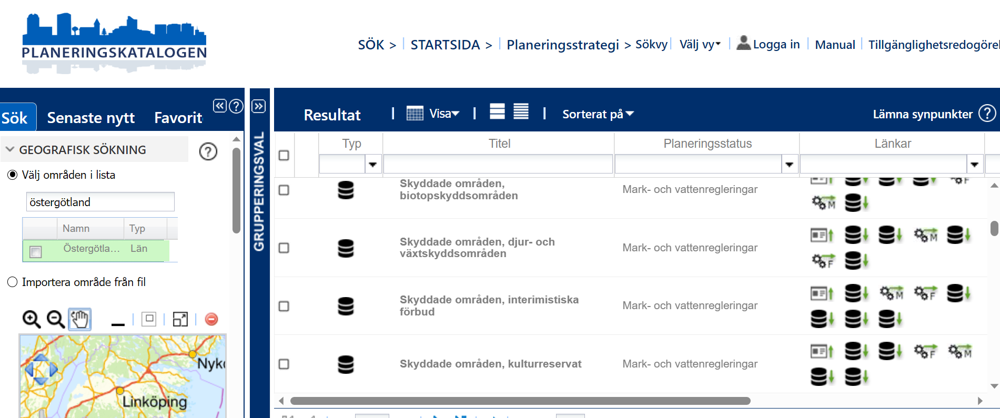 PLANERINGSKATALOGEN
SÖK > STARTSIDA > Planeringsstrategi > Sökvy Välj vy Logga in Manual
Sök Senaste nytt Favorit
GRUPPERINGSVAL
Resultat Visa Sorterat på Lämna synpunkter
GEOGRAFISK SÖKNING
Välj områden i lista
östergötland
Namn Typ
Östergötla... Län
Importera område från fil
Nyk
Linköping
Typ Titel Planeringsstatus Länkar
Skyddade områden,
biotopskyddsområden
Mark- och vattenregleringar
F
M
Skyddade områden, djur- och
växtskyddsområden
Mark- och vattenregleringar
M
F
Skyddade områden, interimistiska
förbud
Mark- och vattenregleringar
M F
Skyddade områden, kulturreservat
Mark- och vattenregleringar
F M